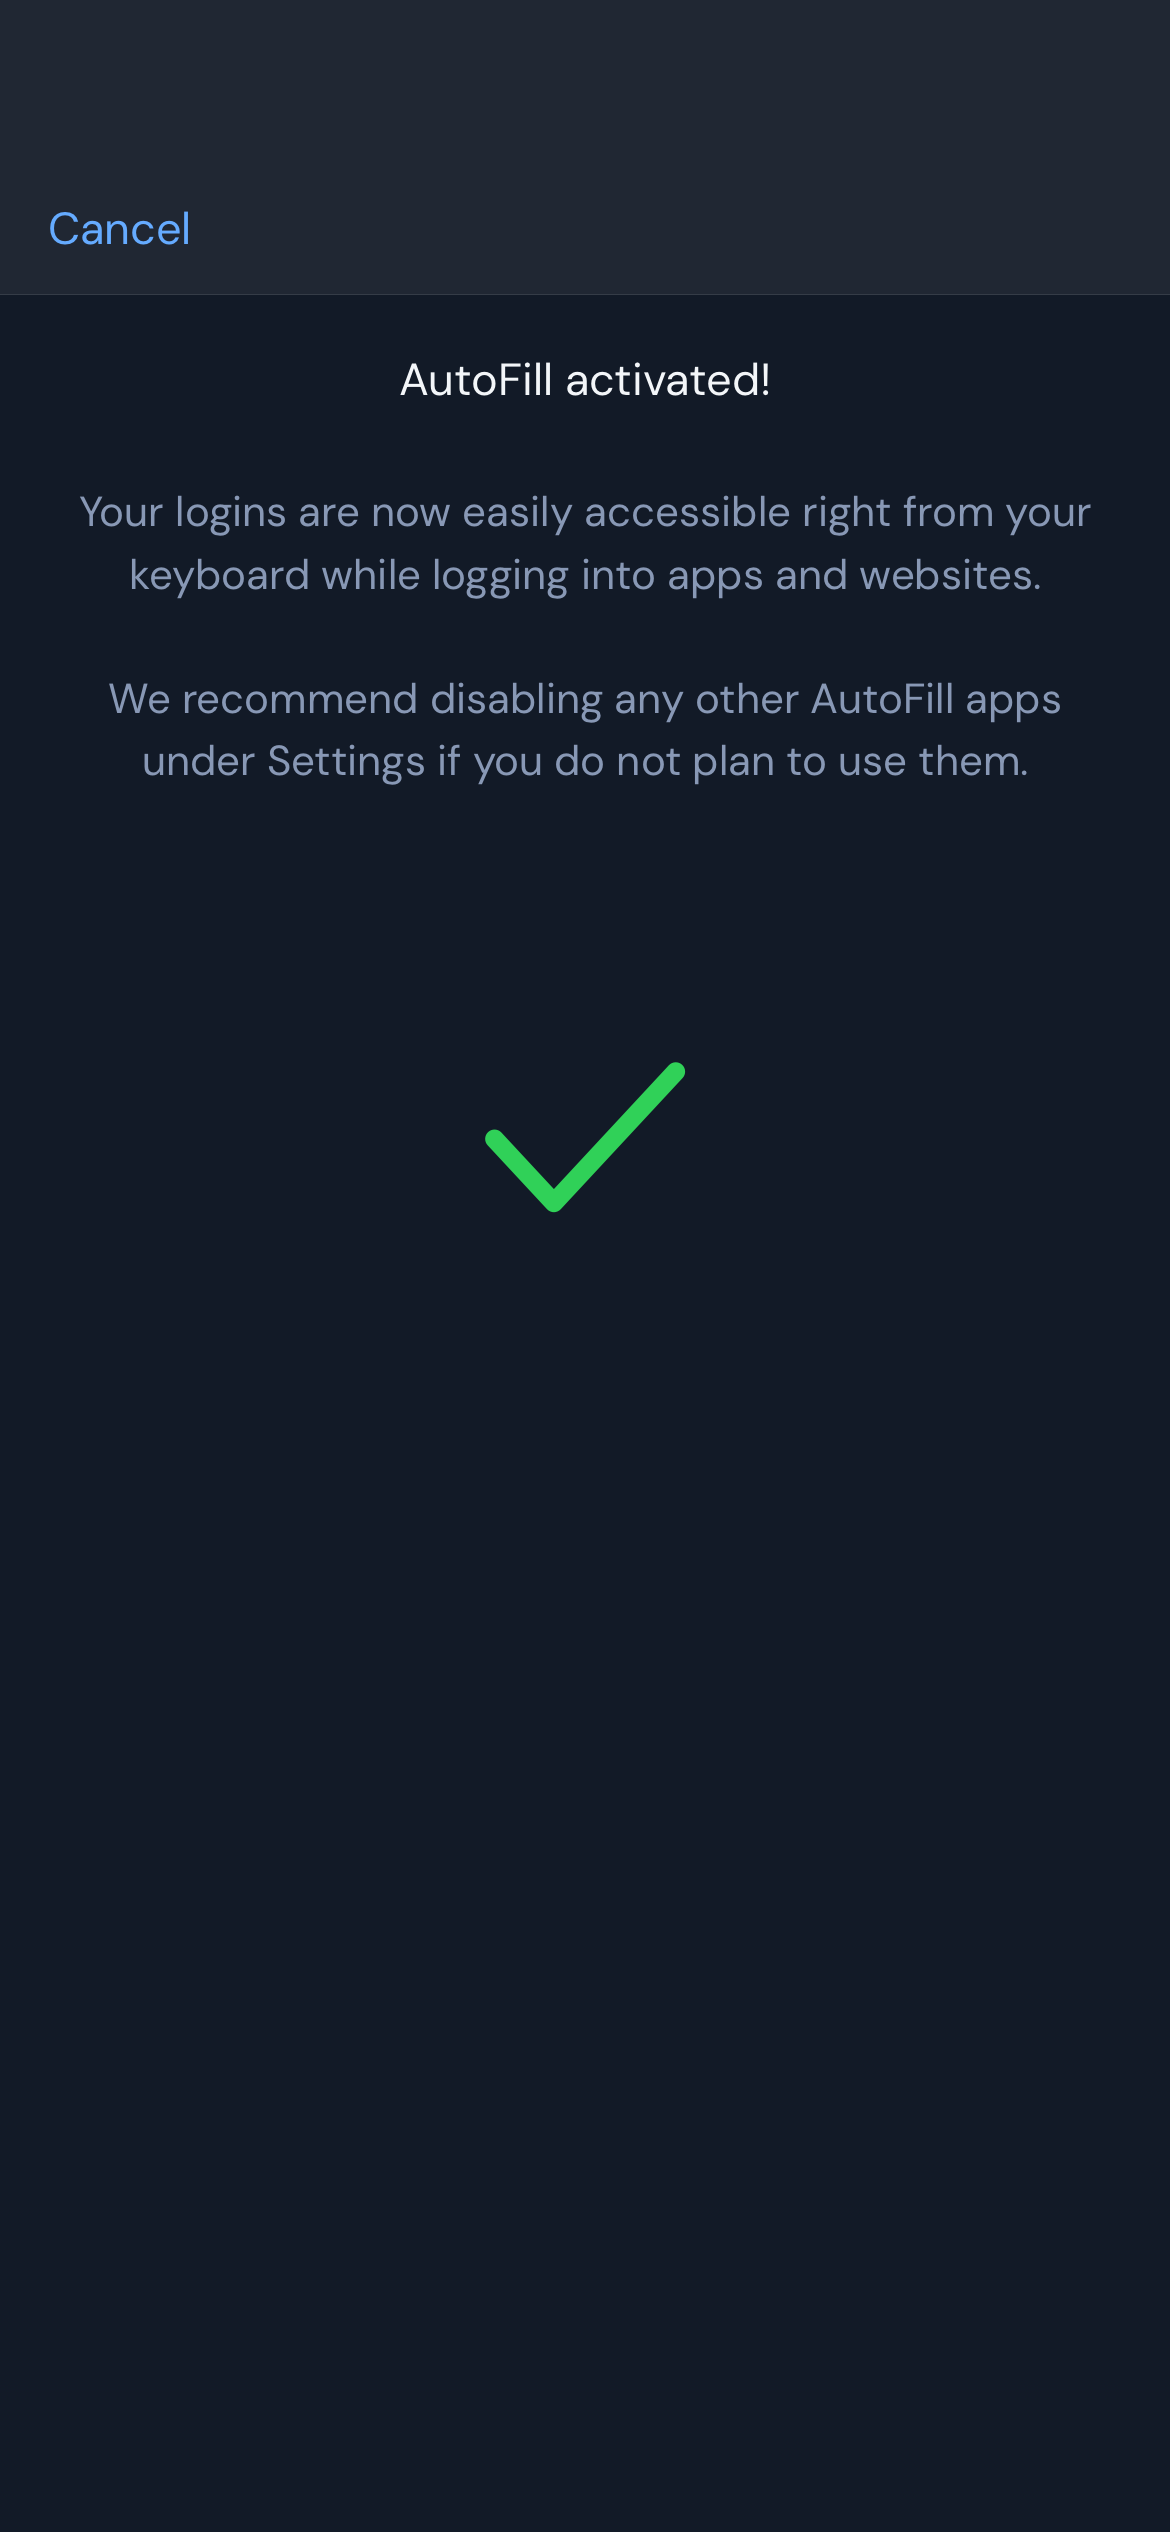 Cancel
AutoFill activated!
Your logins are now easily accessible right from your
keyboard while logging into apps and websites.
We recommend disabling any other AutoFill apps
under Settings if you do not plan to use them.